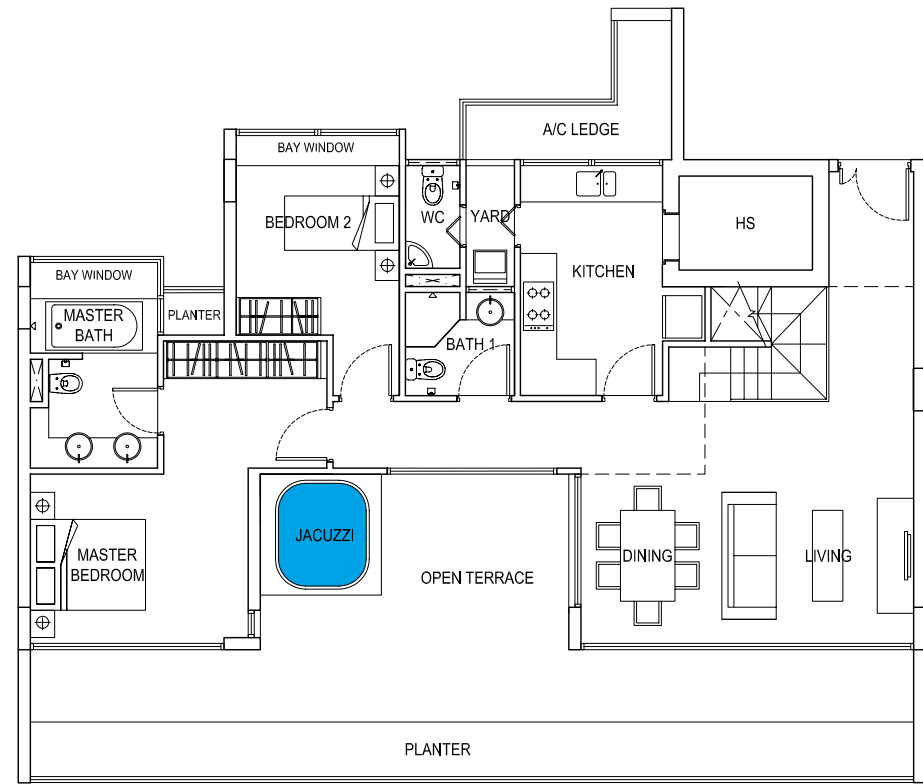 A/C LEDGE
BAY WINDOW
WC
YARD
BEDROOM 2
HS
KITCHEN
BAY WINDOW
MASTER
BATH
PLANTER
BATH 1
JACUZZI
MASTER
BEDROOM
OPEN TERRACE
DINING
LIVING
PLANTER